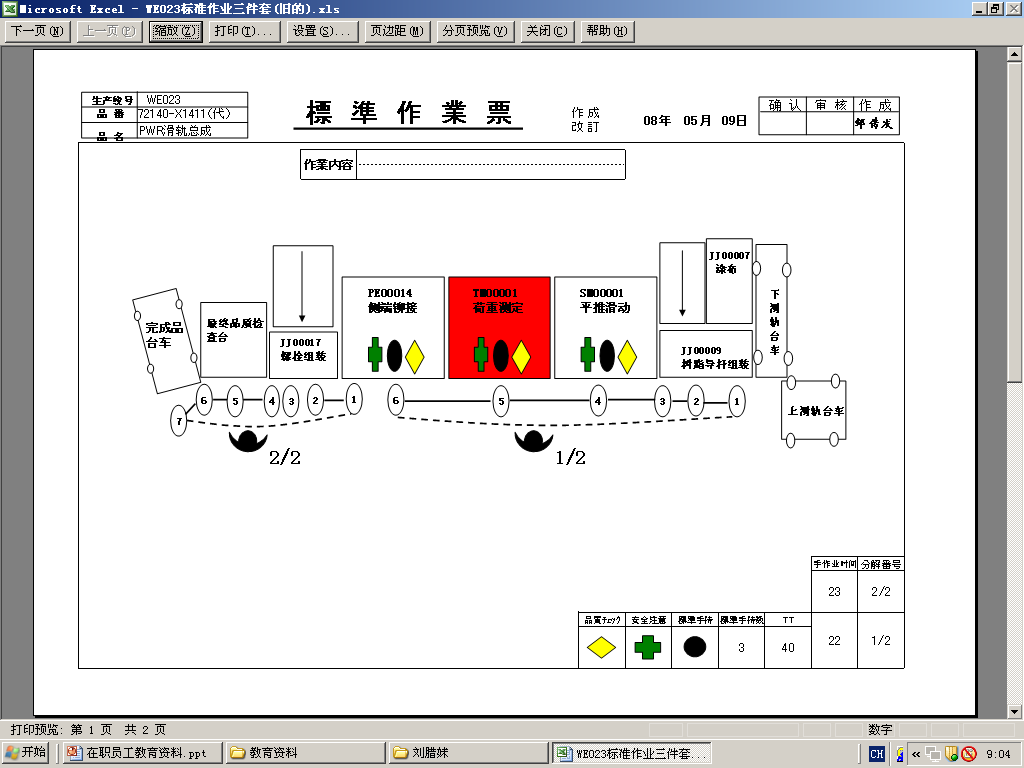 Microsoft Excel - WE023标准作业三件套(旧的).xls
下一页(N) 上一页(P) 缩放(Z) 打印(T)... 设置(S)... 页边距(M) 分页预览(V) 关闭(C) 帮助(H)
生产线号 WE023
品番 72140-X1411(代)
品名 PWR滑轨总成
標準作業票
作成
改訂
08年 05月 09日
确认 审核 作成
邹传发
作業内容
完成品
台车
最终品质检
查台
JJ00017
螺栓组装
PE00014
侧端铆接
TM00001
荷重测定
SM00001
平推滑动
JJ00007
涂布
JJ00009
树脂导杆组装
下测轨台车
上测轨台车
7 6 5 4 3 2 1
6 5 4 3 2 1
2/2
1/2
手作业时间 分解番号
23 2/2
22 1/2
品質チェック 安全注意 標準手待 標準手待数 TT
3 40
打印预览: 第 1 页 共 2 页
数字
开始
在职员工教育资料.ppt
教育资料
刘腊妹
WE023标准作业三件套...
CH
«
9:04